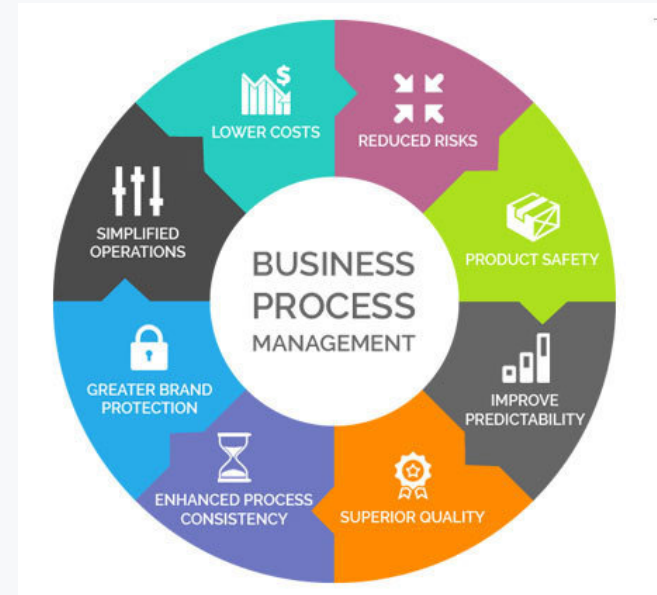 BUSINESS
PROCESS
MANAGEMENT
LOWER COSTS
REDUCED RISKS
PRODUCT SAFETY
IMPROVE
PREDICTABILITY
SUPERIOR QUALITY
ENHANCED PROCESS
CONSISTENCY
GREATER BRAND
PROTECTION
SIMPLIFIED
OPERATIONS
$